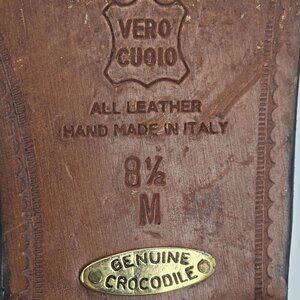 VERO
CUOIO
ALL LEATHER
HAND MADE IN ITALY
8½
M
GENUINE
CROCODILE